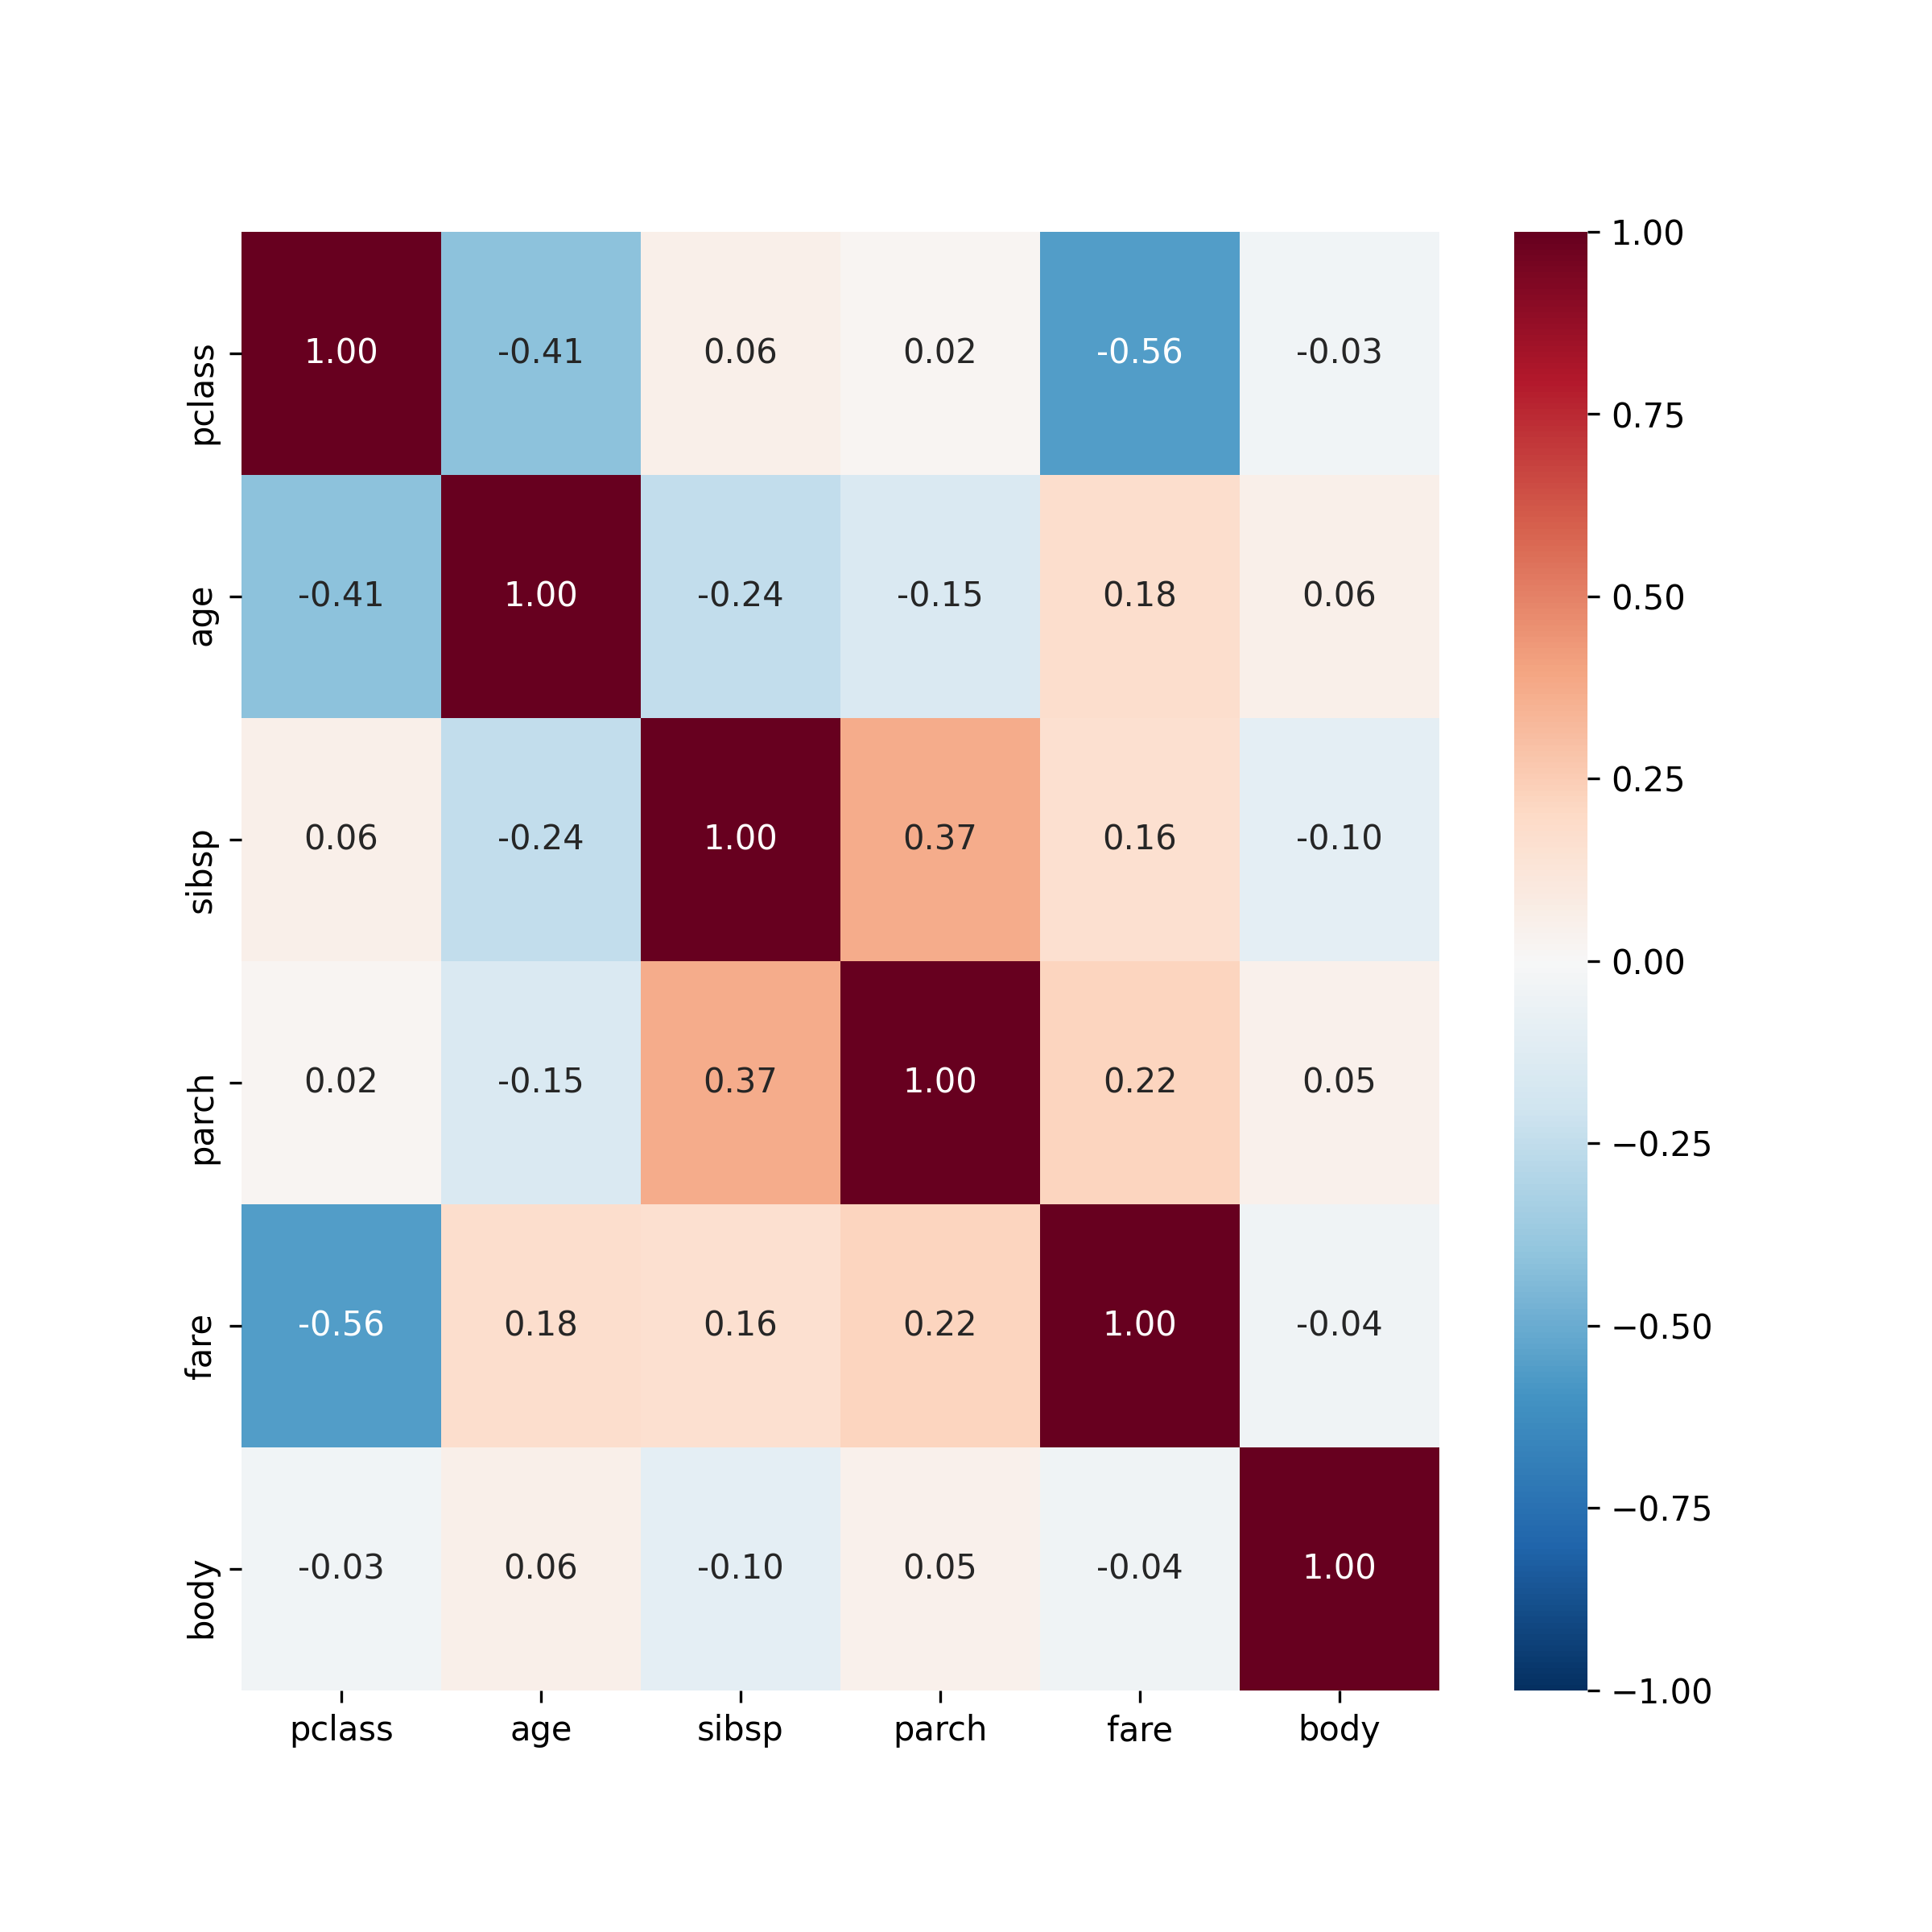 1.00
pclass 1.00 -0.41 0.06 0.02 -0.56 -0.03
0.75
age -0.41 1.00 -0.24 -0.15 0.18 0.06
0.50
0.25
sibsp 0.06 -0.24 1.00 0.37 0.16 -0.10
0.00
parch 0.02 -0.15 0.37 1.00 0.22 0.05
−0.25
fare -0.56 0.18 0.16 0.22 1.00 -0.04
−0.50
−0.75
body -0.03 0.06 -0.10 0.05 -0.04 1.00
−1.00
pclass age sibsp parch fare body